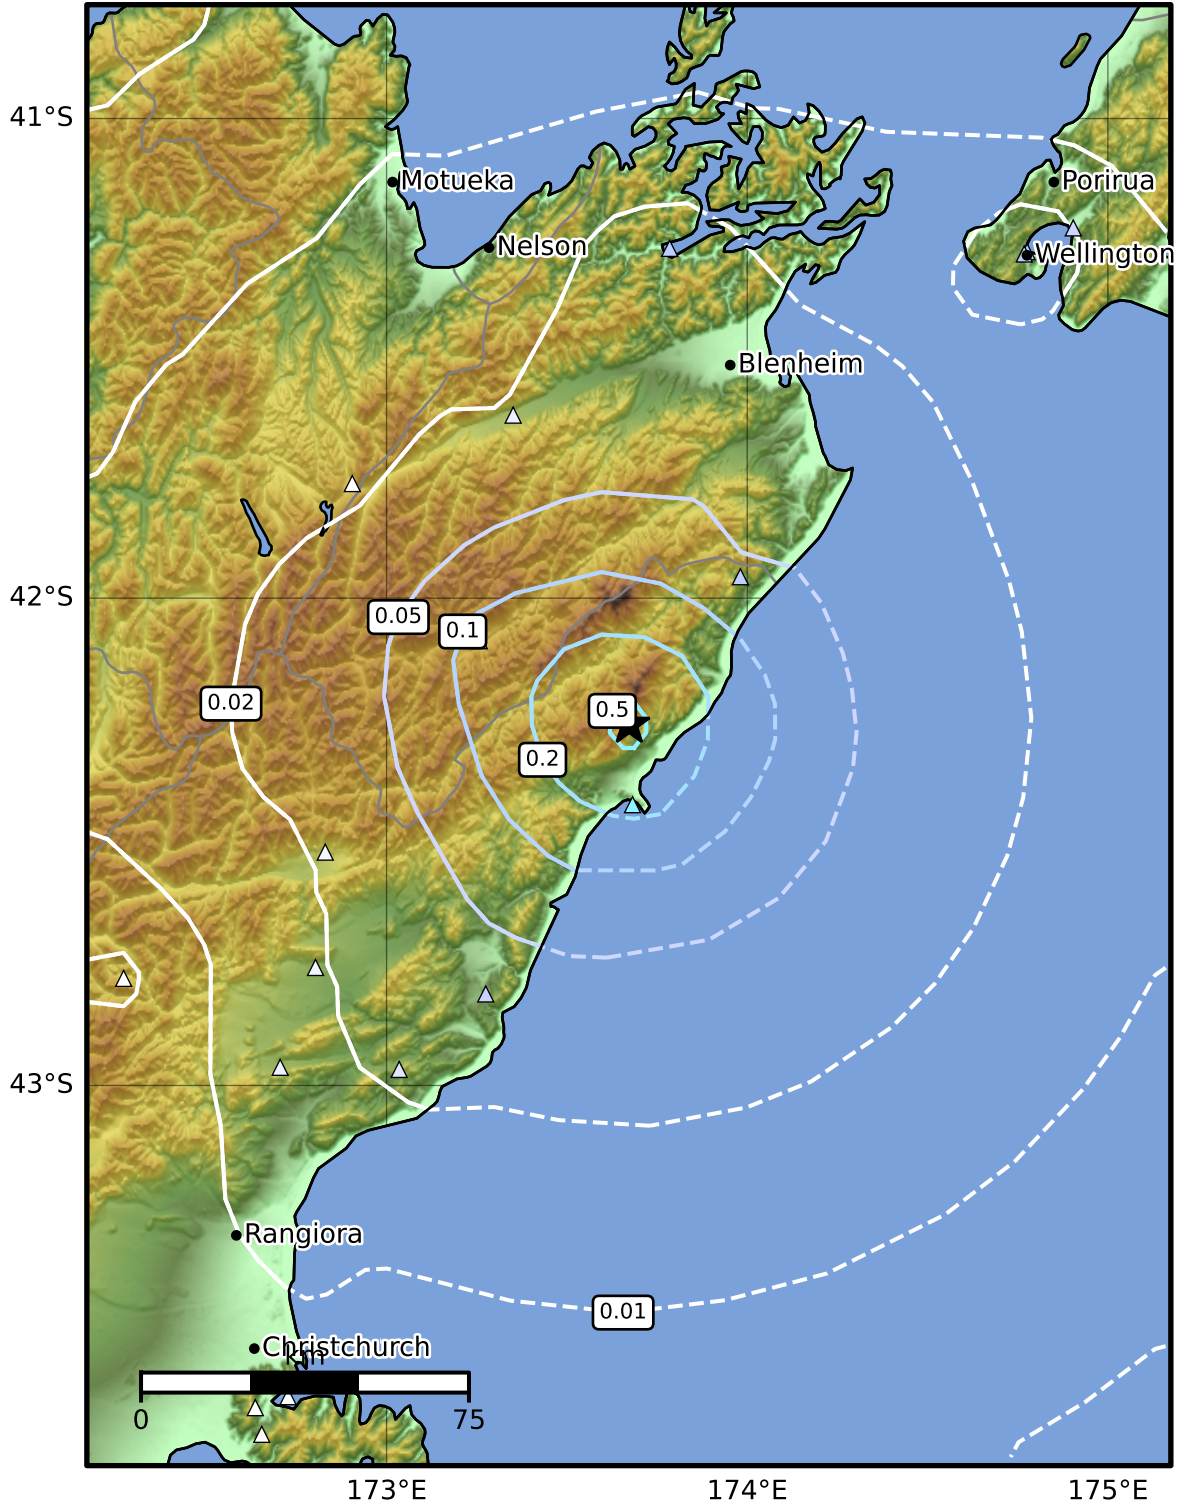 41°S
Motueka
Porirua
Nelson
Wellington
Blenheim
42°S
0.05
0.1
0.02
0.5
0.2
43°S
Rangiora
0.01
Christchurch
km
0
75
173°E
174°E
175°E